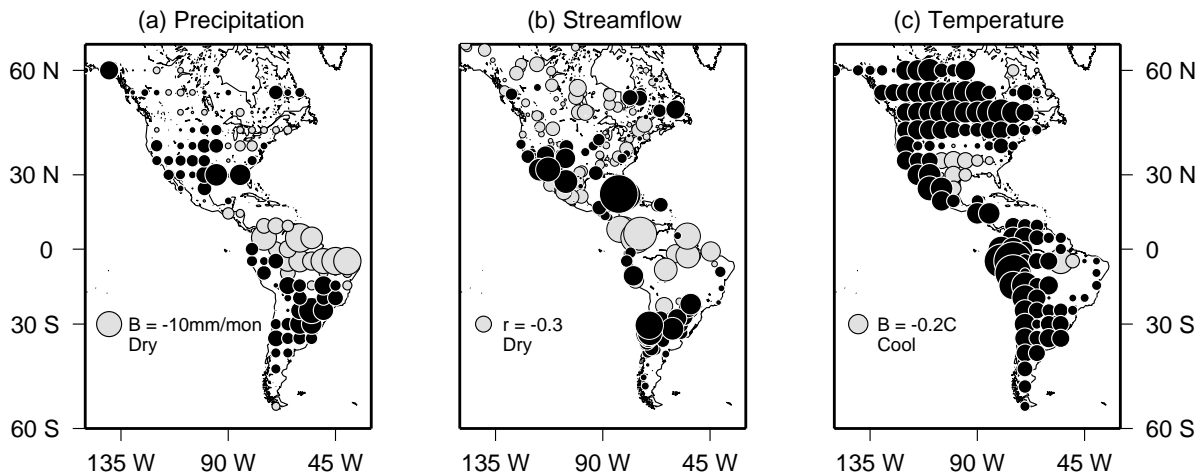 (a) Precipitation
(b) Streamflow
(c) Temperature
60 N
60 N
30 N
30 N
0
0
30 S
30 S
60 S
60 S
B = -10mm/mon
Dry
r = -0.3
Dry
B = -0.2C
Cool
135 W
90 W
45 W
135 W
90 W
45 W
135 W
90 W
45 W